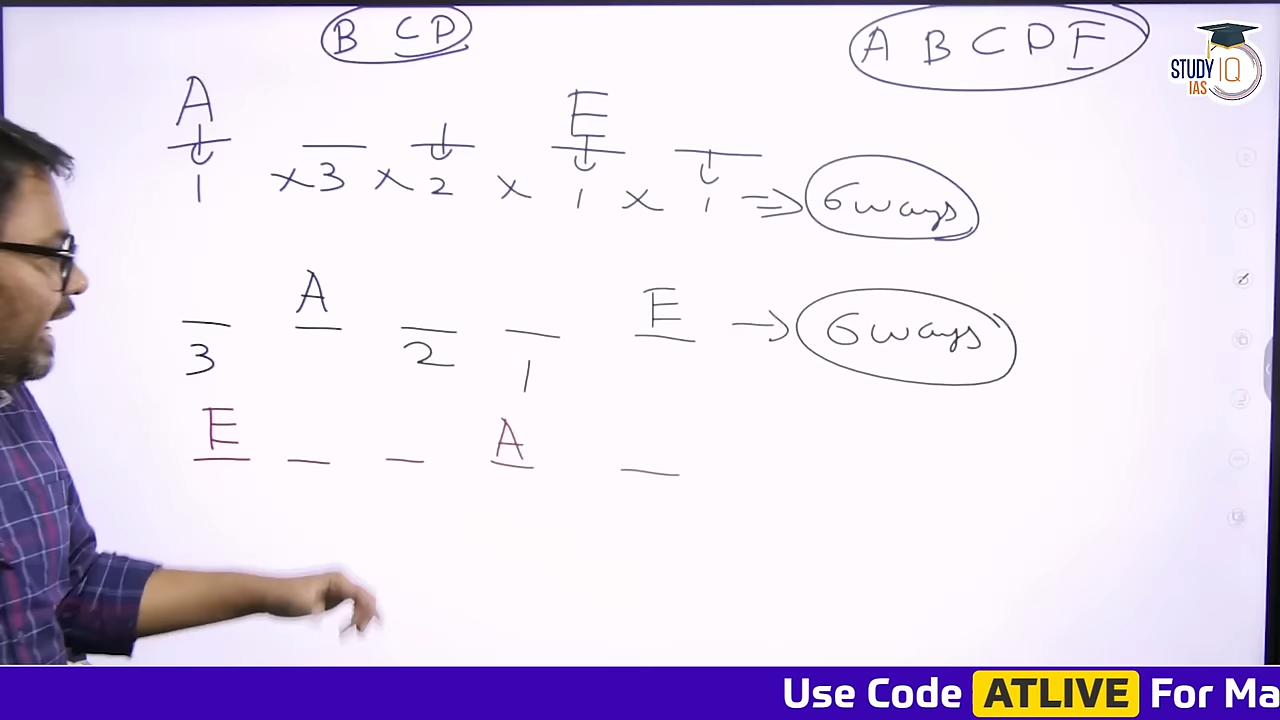 B C D
A B C D E
STUDY IQ
IAS
A E
1 × 3 × 2 × 1 × 1 => 6 ways
A E
3 2 1 → 6 ways
E A
Use Code ATLIVE For Ma